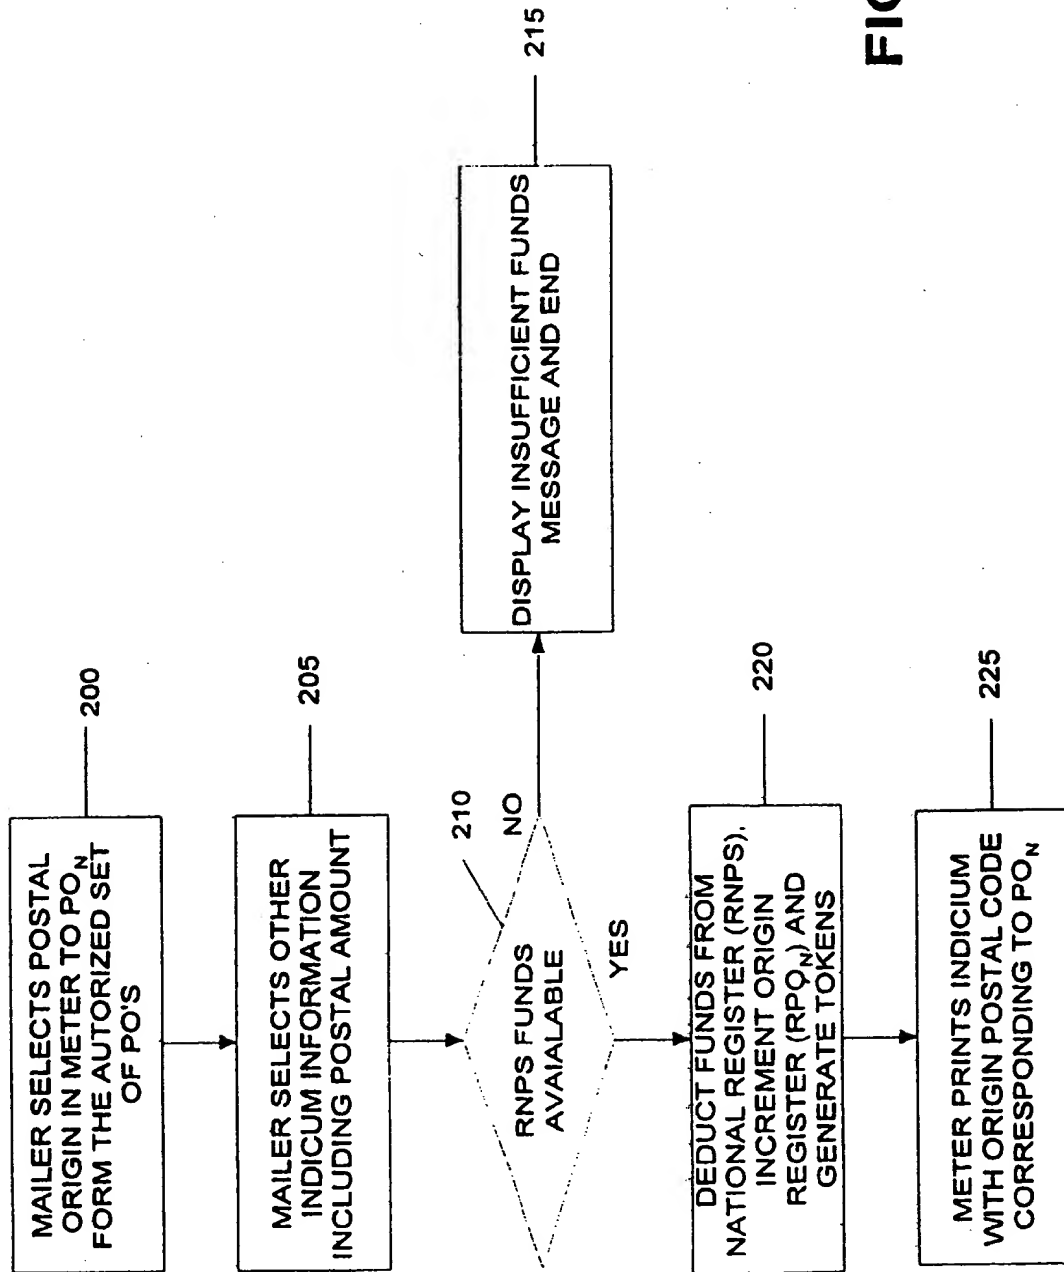 MAILER SELECTS POSTAL
ORIGIN IN METER TO PO_N
FORM THE AUTORIZED SET
OF PO'S
200
MAILER SELECTS OTHER
INDICUM INFORMATION
INCLUDING POSTAL AMOUNT
205
RNPS FUNDS
AVAIALABLE
210
NO
YES
DISPLAY INSUFFICIENT FUNDS
MESSAGE AND END
215
DEDUCT FUNDS FROM
NATIONAL REGISTER (RNPS),
INCREMENT ORIGIN
REGISTER (RPO_N) AND
GENERATE TOKENS
220
METER PRINTS INDICIUM
WITH ORIGIN POSTAL CODE
CORRESPONDING TO PO_N
225